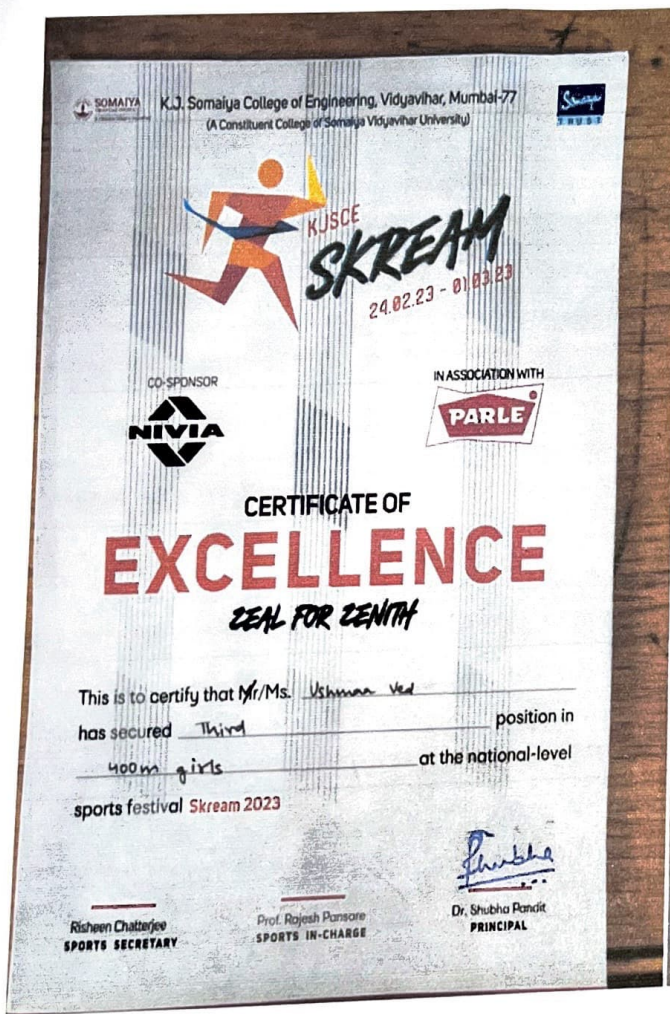 SOMAIYA
K.J. Somaiya College of Engineering, Vidyavihar, Mumbai-77
(A Constituent College of Somaiya Vidyavihar University)
Somaiya
TRUST
KJSCE
SKREAM
24.02.23 - 01.03.23
CO-SPONSOR
NIVIA
IN ASSOCIATION WITH
PARLE
CERTIFICATE OF
EXCELLENCE
ZEAL FOR ZENITH
This is to certify that Mr/Ms. Ushmaa Ved
has secured Third position in
400m girls at the national-level
sports festival Skream 2023
Shubha
Risheen Chatterjee
SPORTS SECRETARY
Prof. Rajesh Pansare
SPORTS IN-CHARGE
Dr. Shubha Pandit
PRINCIPAL